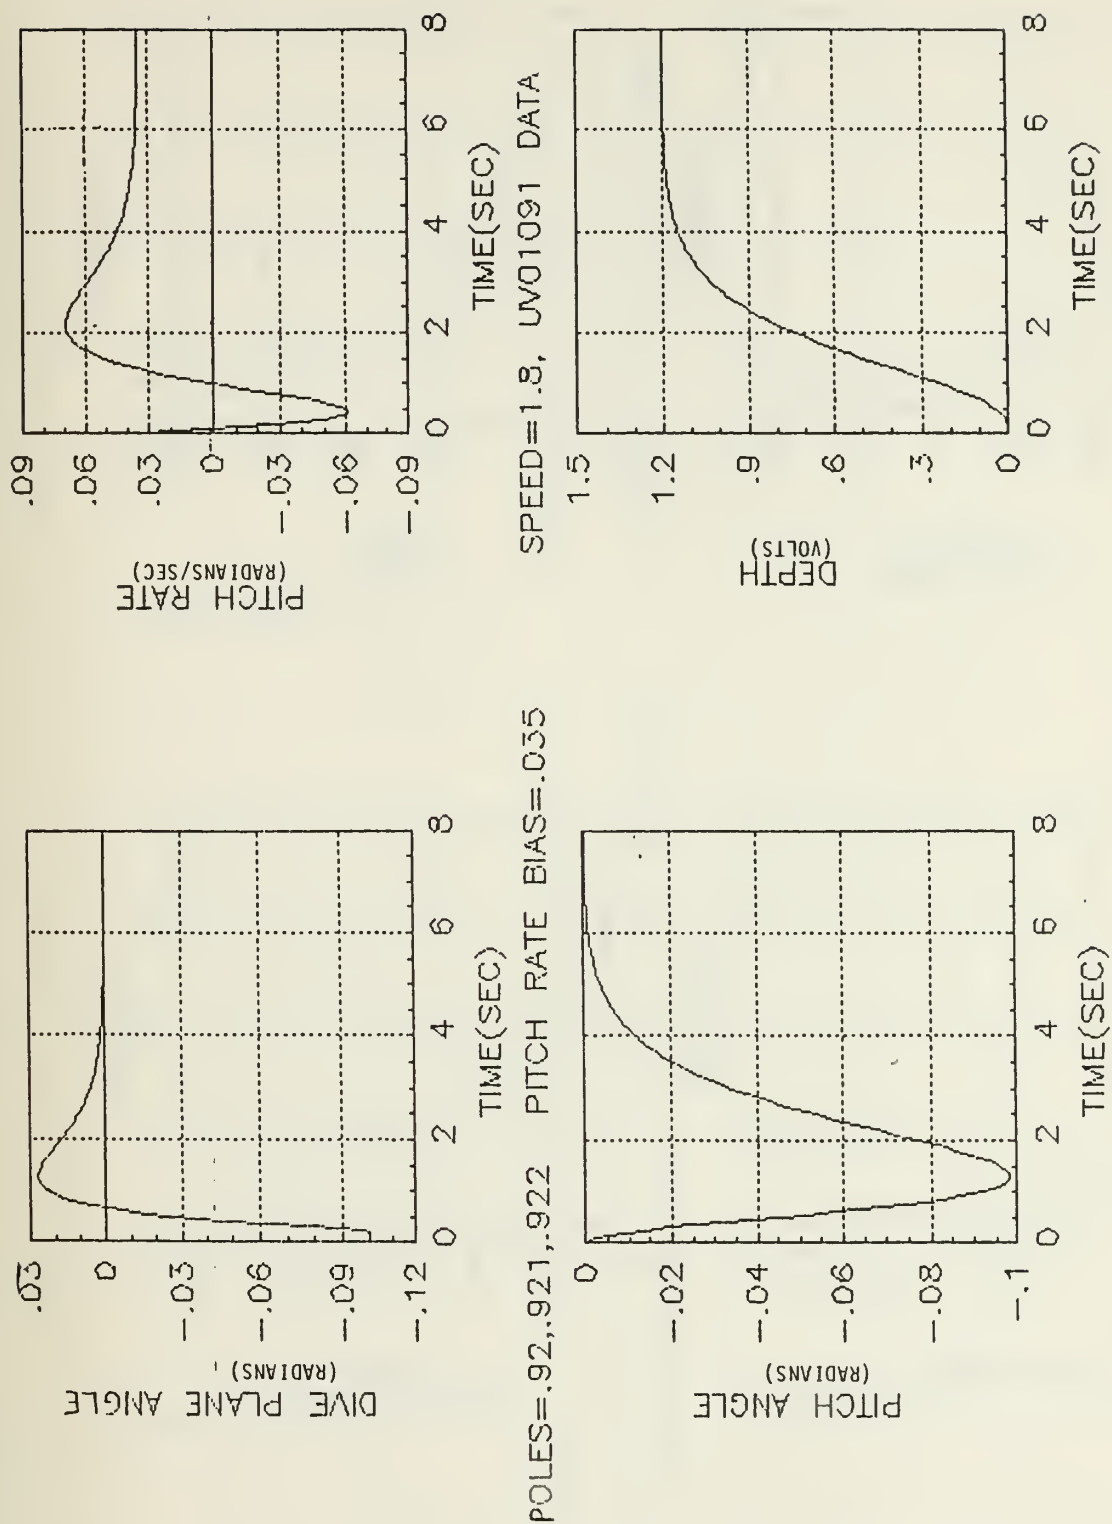 DIVE PLANE ANGLE
(RADIANS)
.03
0
-.03
-.06
-.09
-.12
0 2 4 6 8
TIME(SEC)
PITCH RATE
(RADIANS/SEC)
.09
.06
.03
0
-.03
-.06
-.09
0 2 4 6 8
TIME(SEC)
POLES=.92,.921,.922 PITCH RATE BIAS=.035 SPEED=1.8, UV01091 DATA
PITCH ANGLE
(RADIANS)
0
-.02
-.04
-.06
-.08
-.1
0 2 4 6 8
TIME(SEC)
DEPTH
(VOLTS)
1.5
1.2
.9
.6
.3
0
0 2 4 6 8
TIME(SEC)